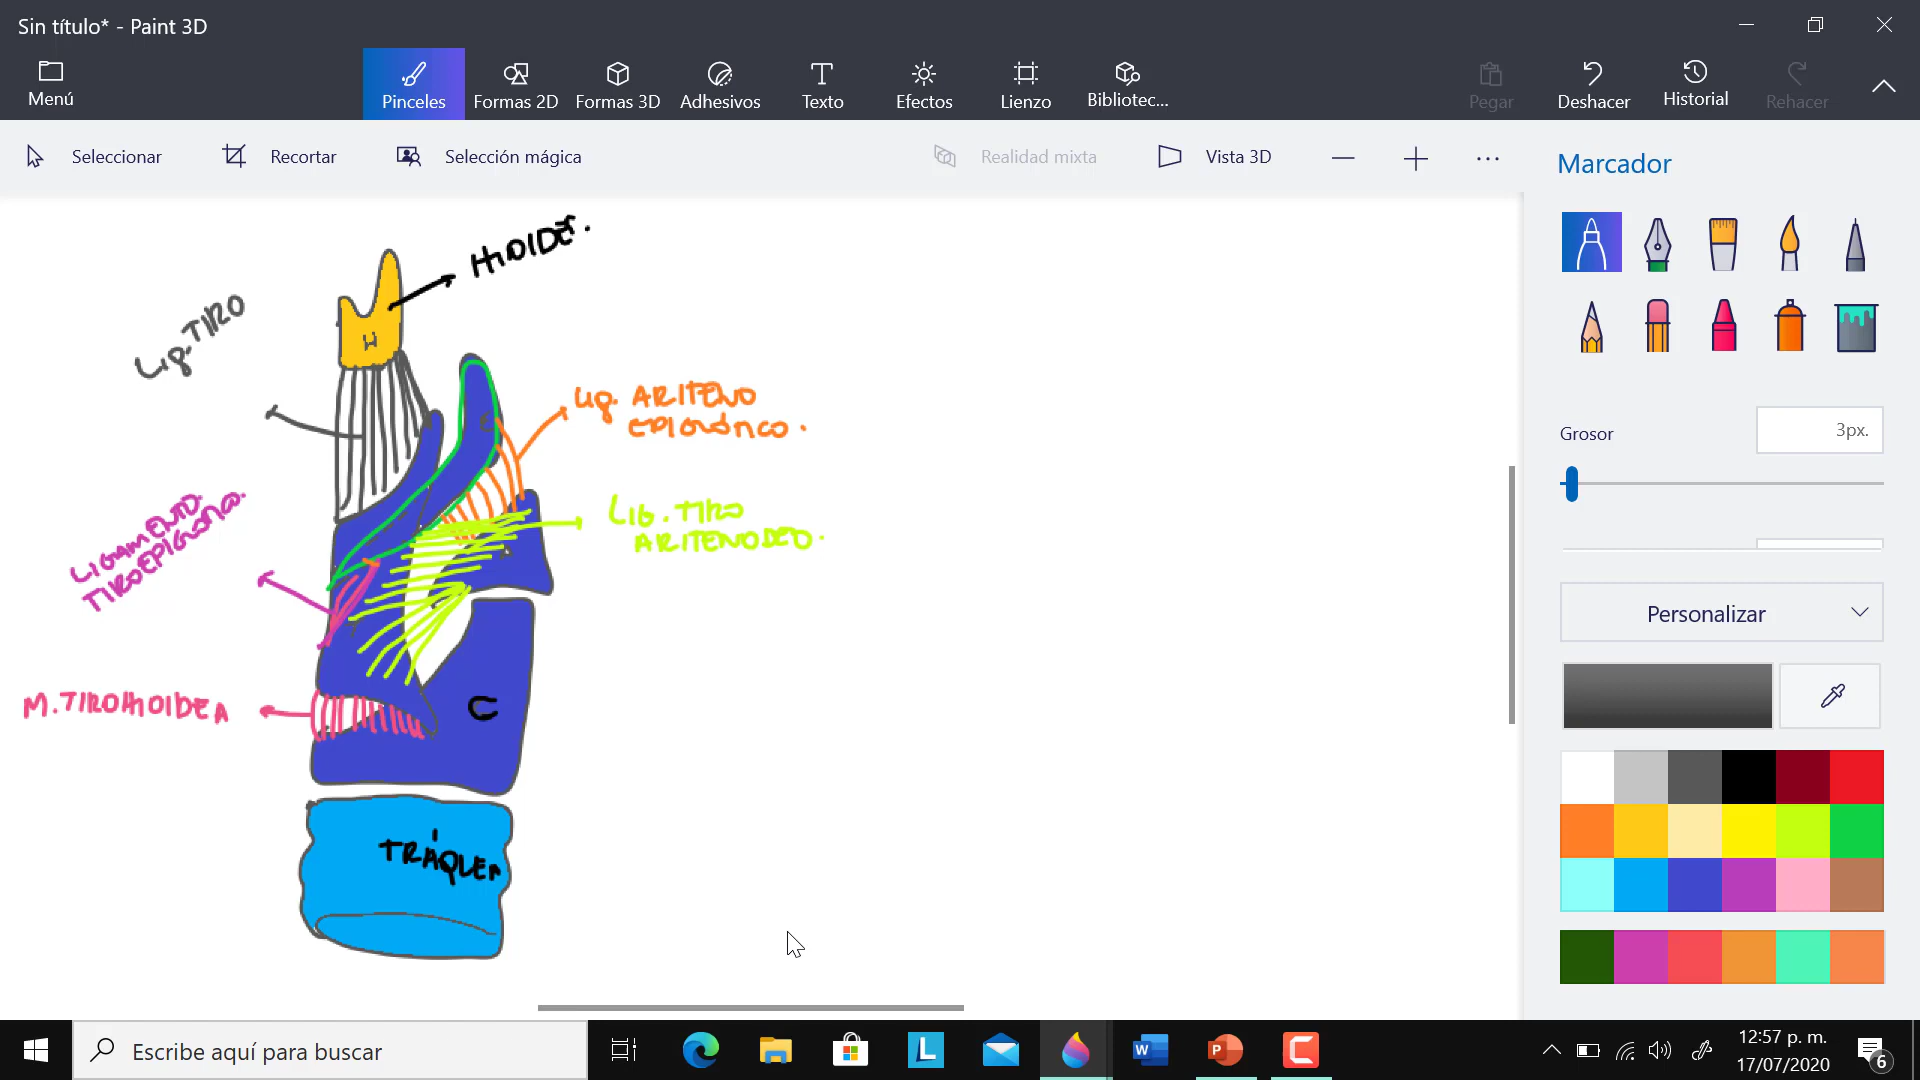 Sin título* - Paint 3D
Menú
Pinceles
Formas 2D
Formas 3D
Adhesivos
Texto
Efectos
Lienzo
Bibliotec...
Pegar
Deshacer
Historial
Rehacer
Seleccionar
Recortar
Selección mágica
Realidad mixta
Vista 3D
Marcador
Grosor
3px.
Personalizar
HIOIDES.
H
Lig. TIRO
Lig. ARITENO
EPIGLÓTICO.
LIGAMENTO
TIROEPIGLÓTICO.
LIG. TIRO
ARITENODEO.
M. TIROHIOIDEA
C
TRÁQUEA
Escribe aquí para buscar
12:57 p. m.
17/07/2020
6